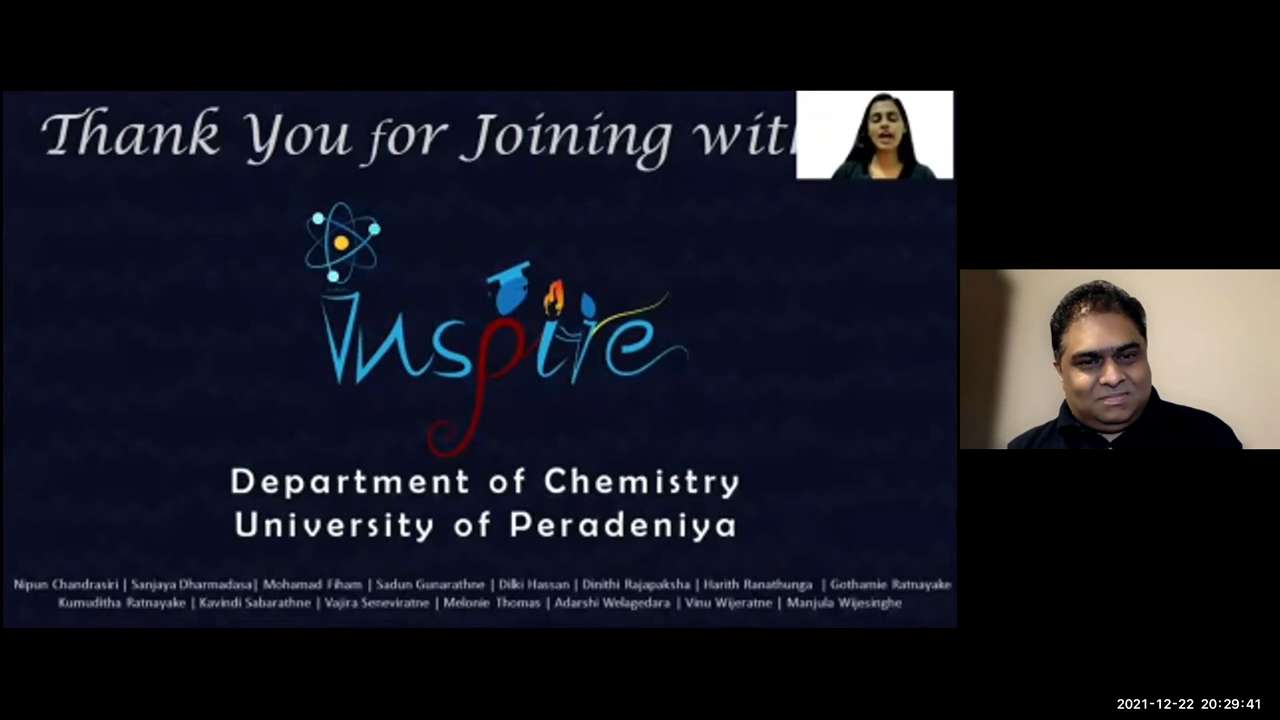 Thank You for Joining with
Inspire
Department of Chemistry
University of Peradeniya
Nipun Chandrasiri | Sanjaya Dharmadasa| Mohamad Fiham | Sadun Gunarathne | Dilki Hassan | Dinithi Rajapaksha | Harith Ranathunga | Gothamie Ratnayake
Kumuditha Ratnayake | Kavindi Sabarathne | Vajira Seneviratne | Melonie Thomas | Adarshi Welagedara | Vinu Wijeratne | Manjula Wijesinghe
2021-12-22 20:29:41